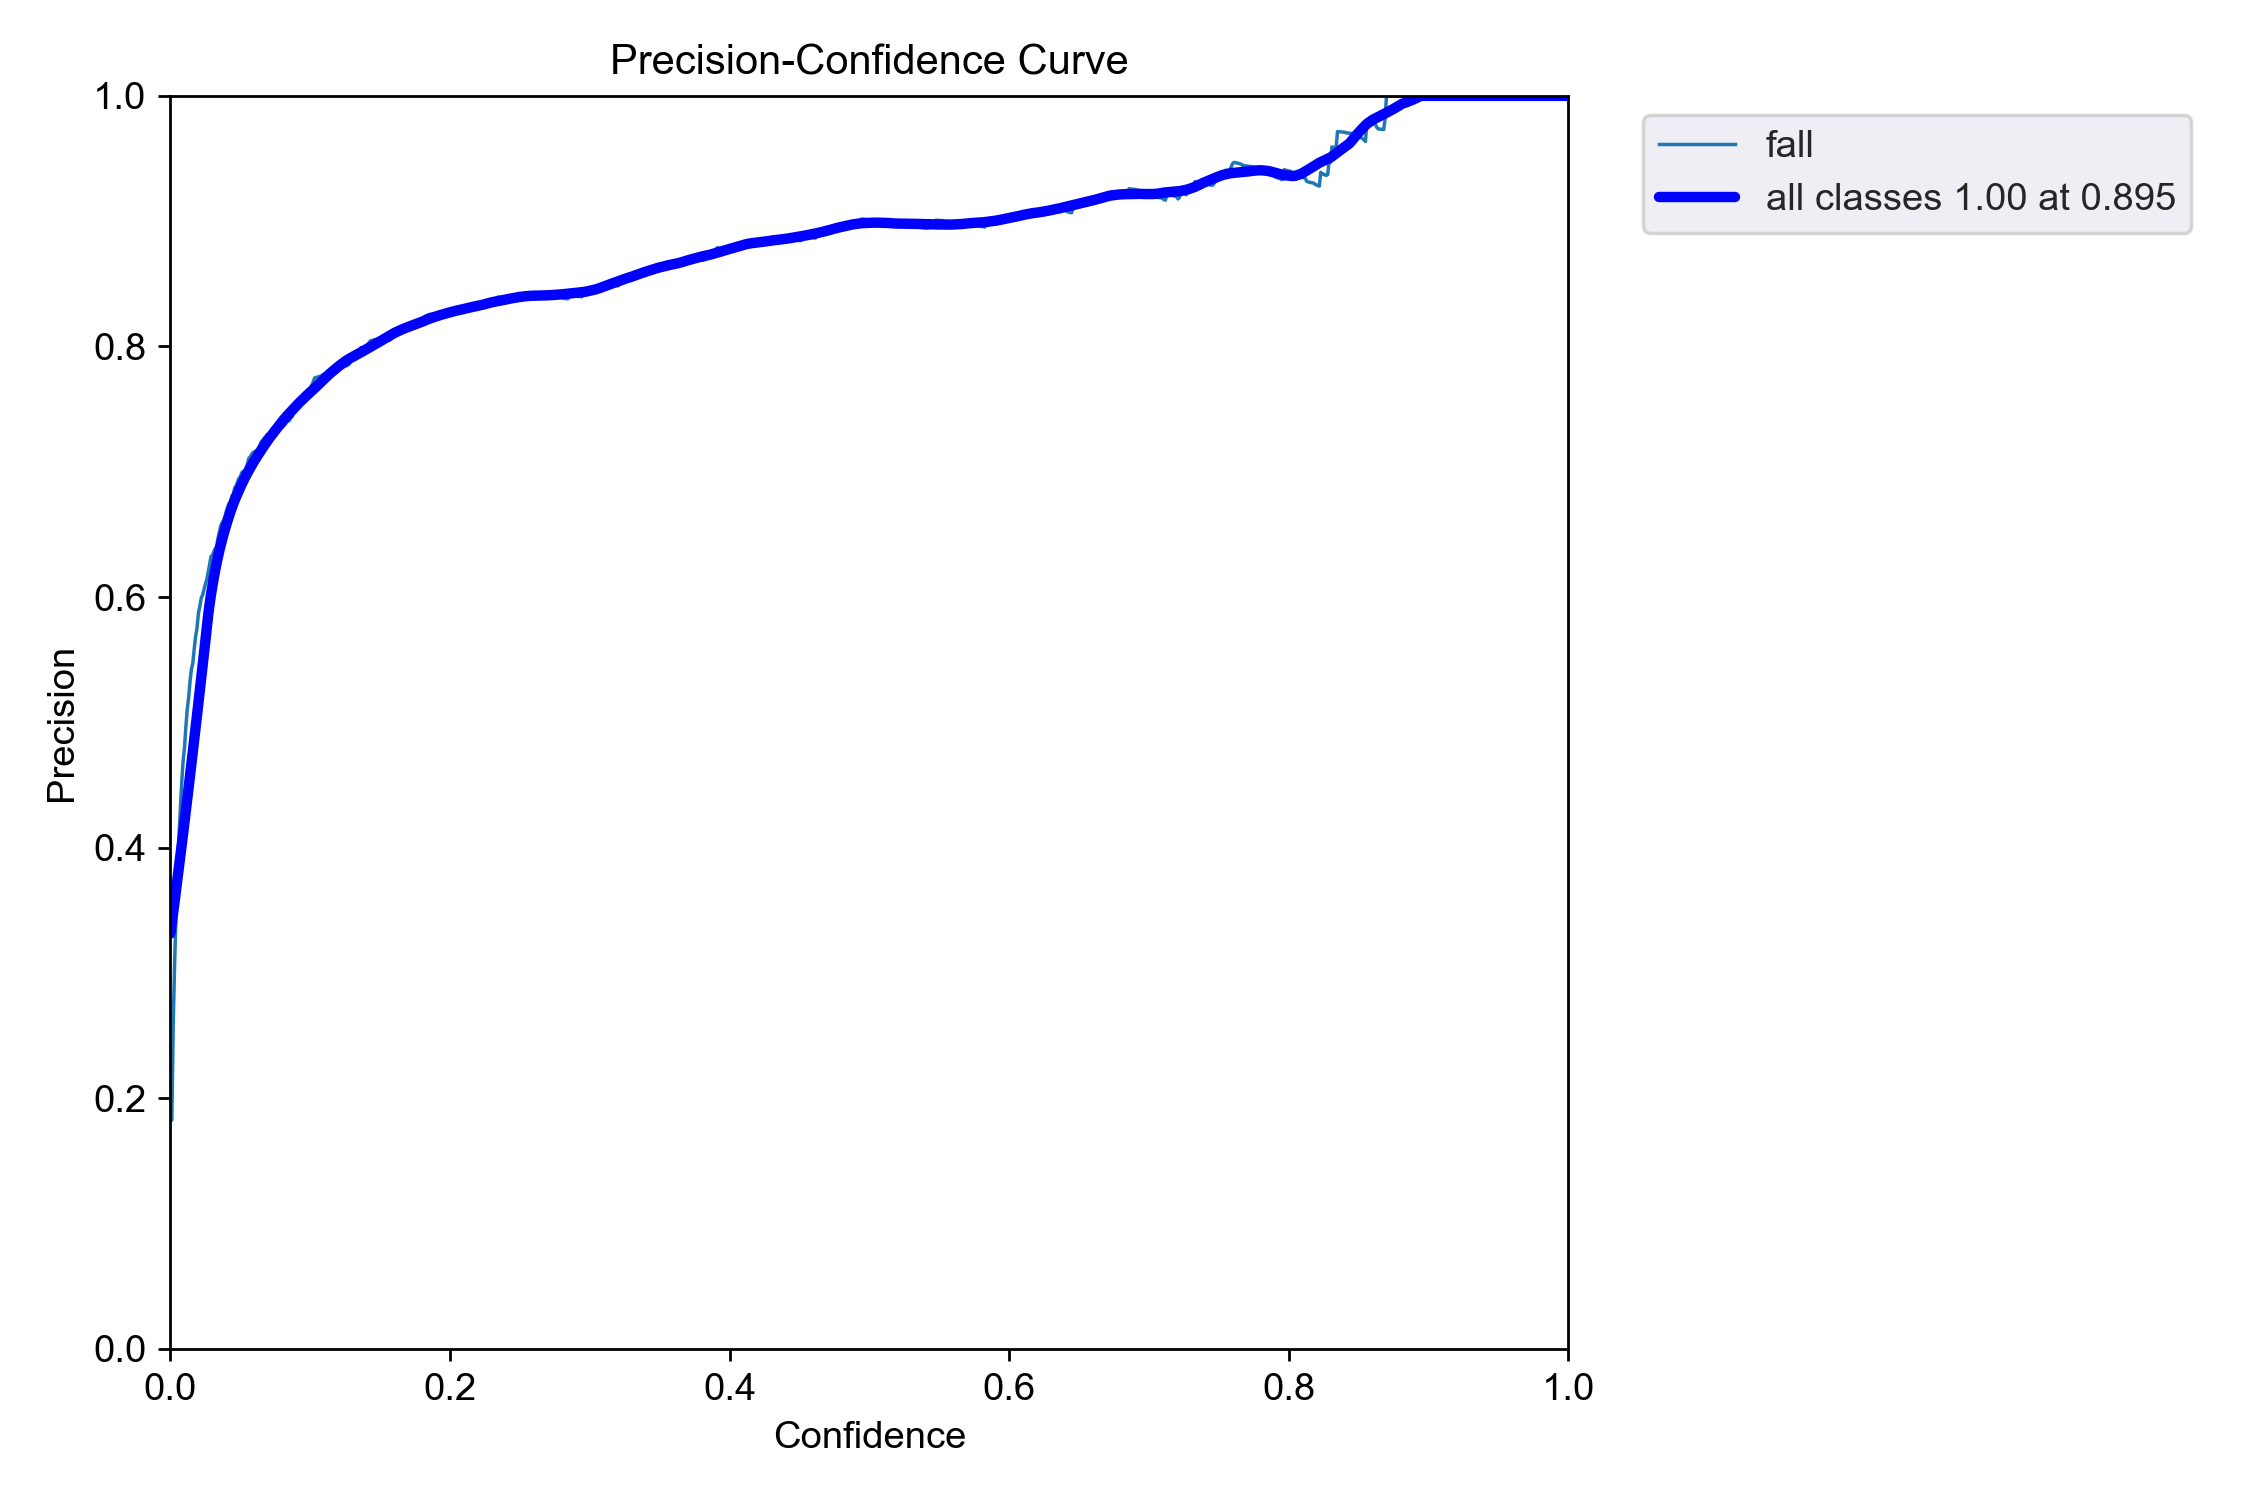 Precision-Confidence Curve
1.0
0.8
0.6
0.4
0.2
0.0
Precision
0.0 0.2 0.4 0.6 0.8 1.0
Confidence
fall
all classes 1.00 at 0.895